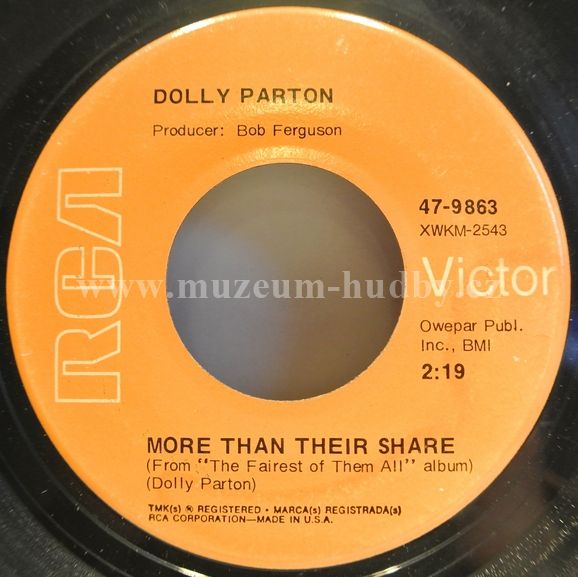 DOLLY PARTON
Producer: Bob Ferguson
RCA
47-9863
XWKM-2543
Victor
www.muzeum-hudby.cz
Owepar Publ.
Inc., BMI
2:19
MORE THAN THEIR SHARE
(From "The Fairest of Them All" album)
(Dolly Parton)
TMK(s) ® REGISTERED • MARCA(s) REGISTRADA(s)
RCA CORPORATION—MADE IN U.S.A.